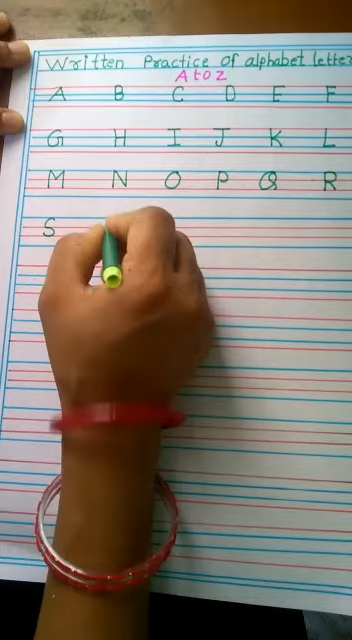 Written Practice of alphabet letter
A to Z
A B C D E F
G H I J K L
M N O P Q R
S